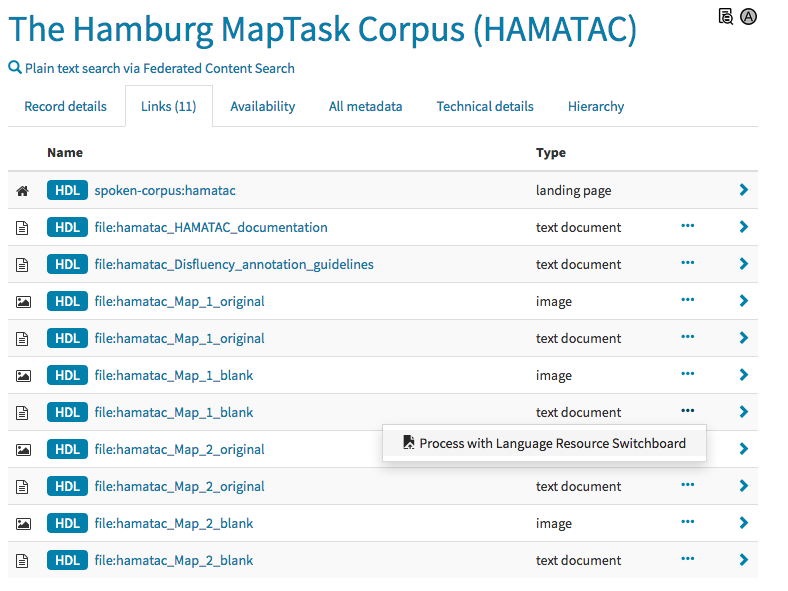 The Hamburg MapTask Corpus (HAMATAC)
A
Plain text search via Federated Content Search
Record details Links (11) Availability All metadata Technical details Hierarchy
Name Type
HDL spoken-corpus:hamatac landing page
HDL file:hamatac_HAMATAC_documentation text document ...
HDL file:hamatac_Disfluency_annotation_guidelines text document ...
HDL file:hamatac_Map_1_original image ...
HDL file:hamatac_Map_1_original text document ...
HDL file:hamatac_Map_1_blank image ...
HDL file:hamatac_Map_1_blank text document ...
Process with Language Resource Switchboard
HDL file:hamatac_Map_2_original
HDL file:hamatac_Map_2_original text document ...
HDL file:hamatac_Map_2_blank image ...
HDL file:hamatac_Map_2_blank text document ...